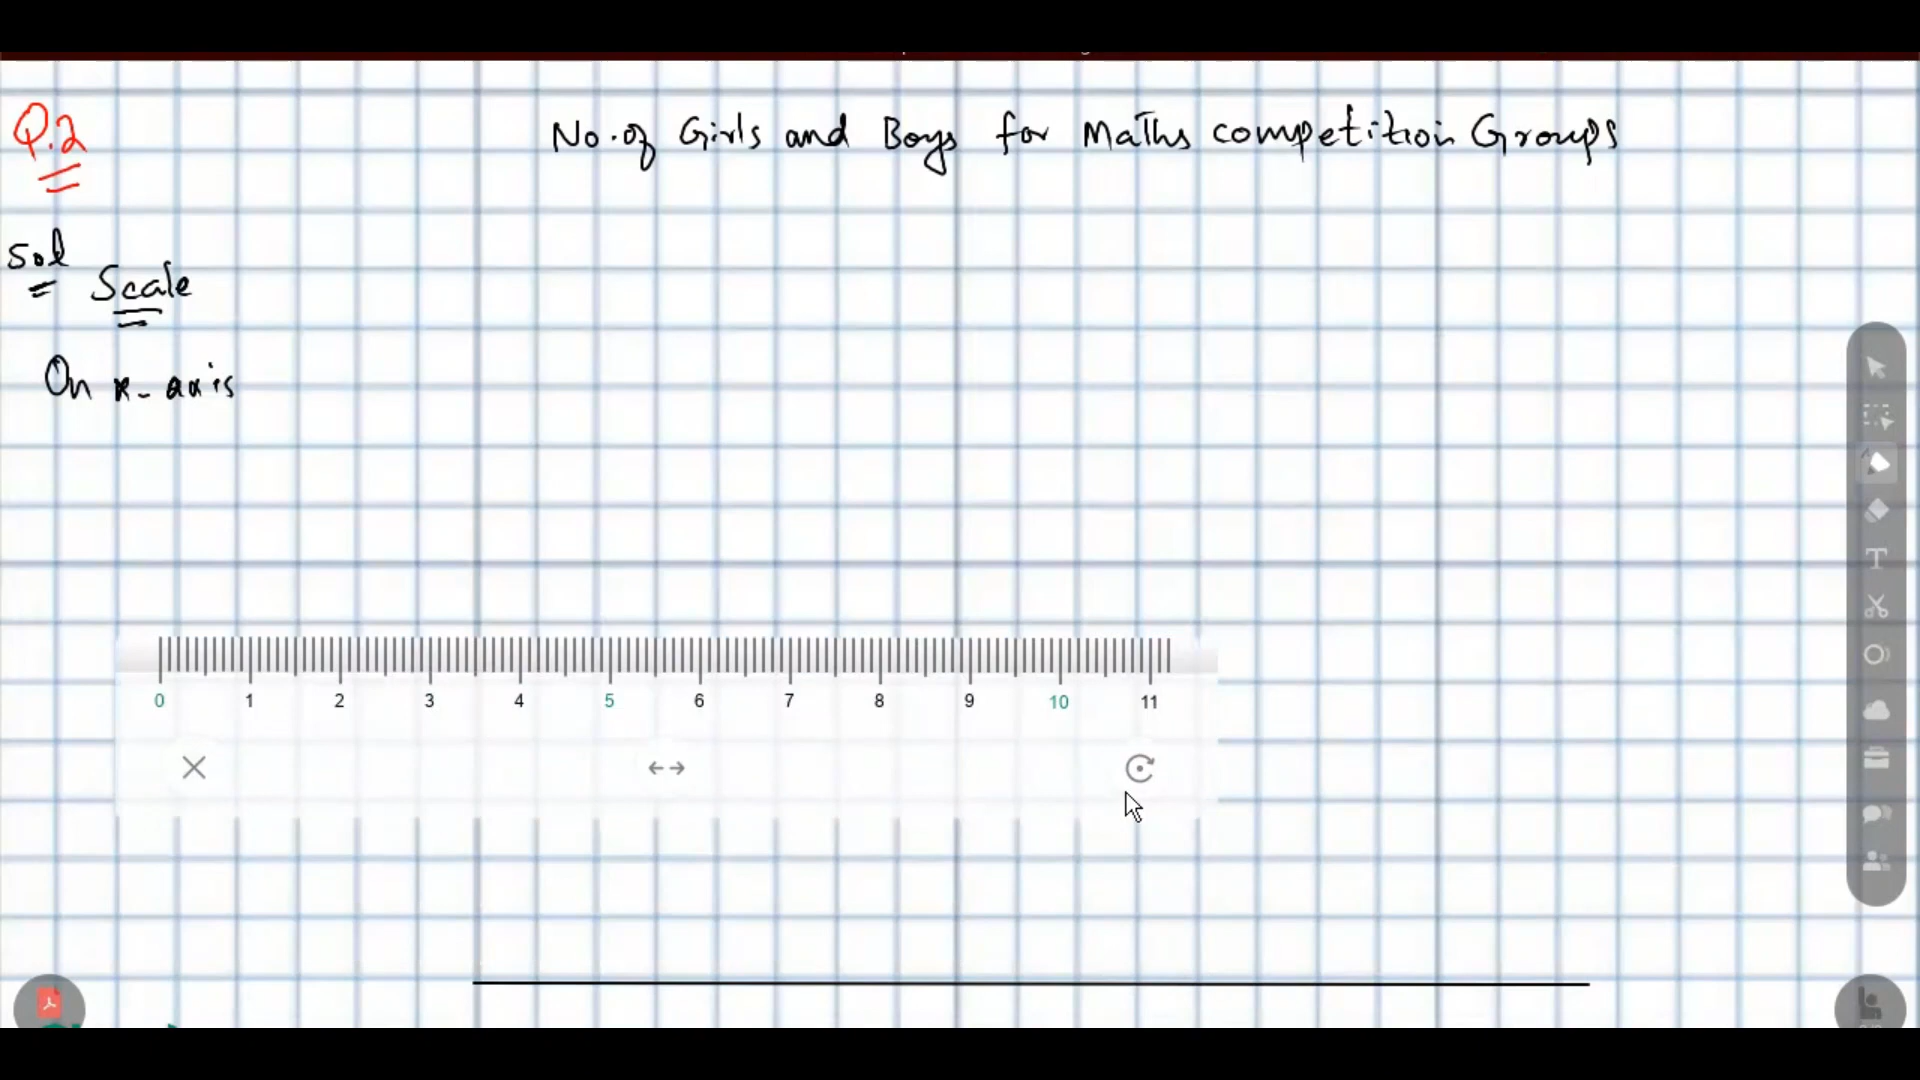 Q.2
No. of Girls and Boys for Maths competition Groups
Sol
Scale
On x-axis
0 1 2 3 4 5 6 7 8 9 10 11
T